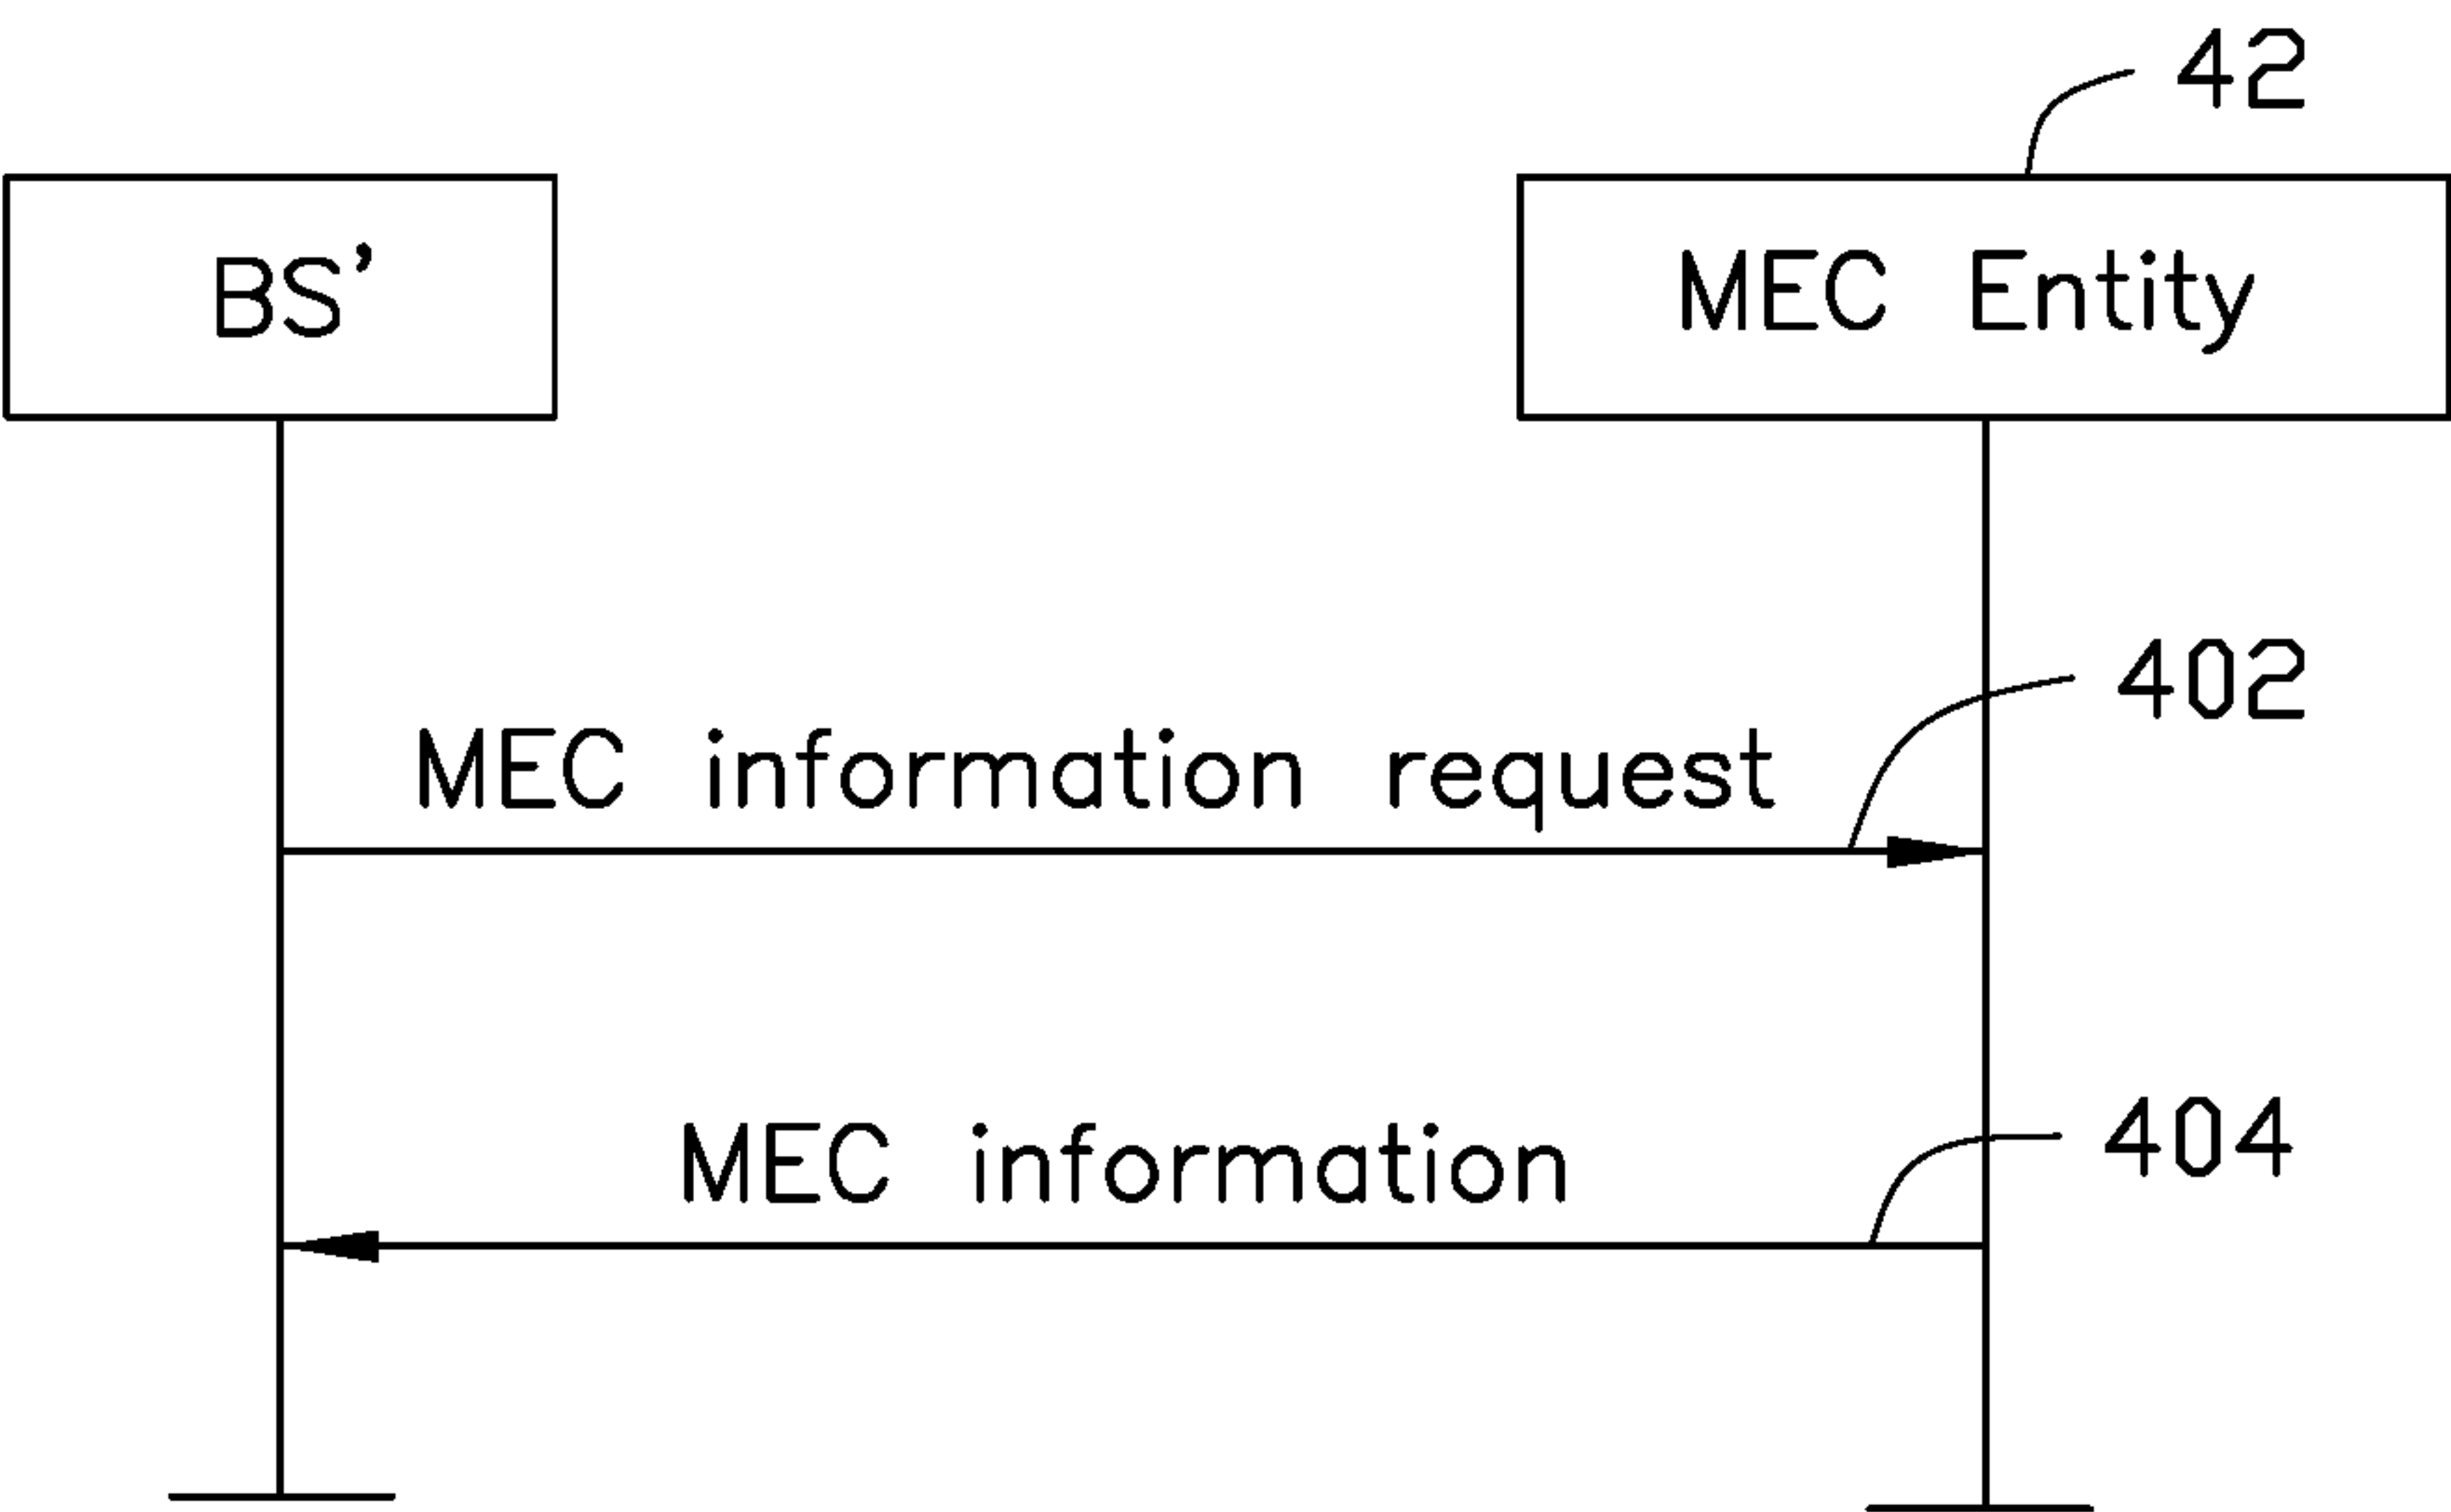 42
BS’
MEC Entity
402
MEC information request
404
MEC information